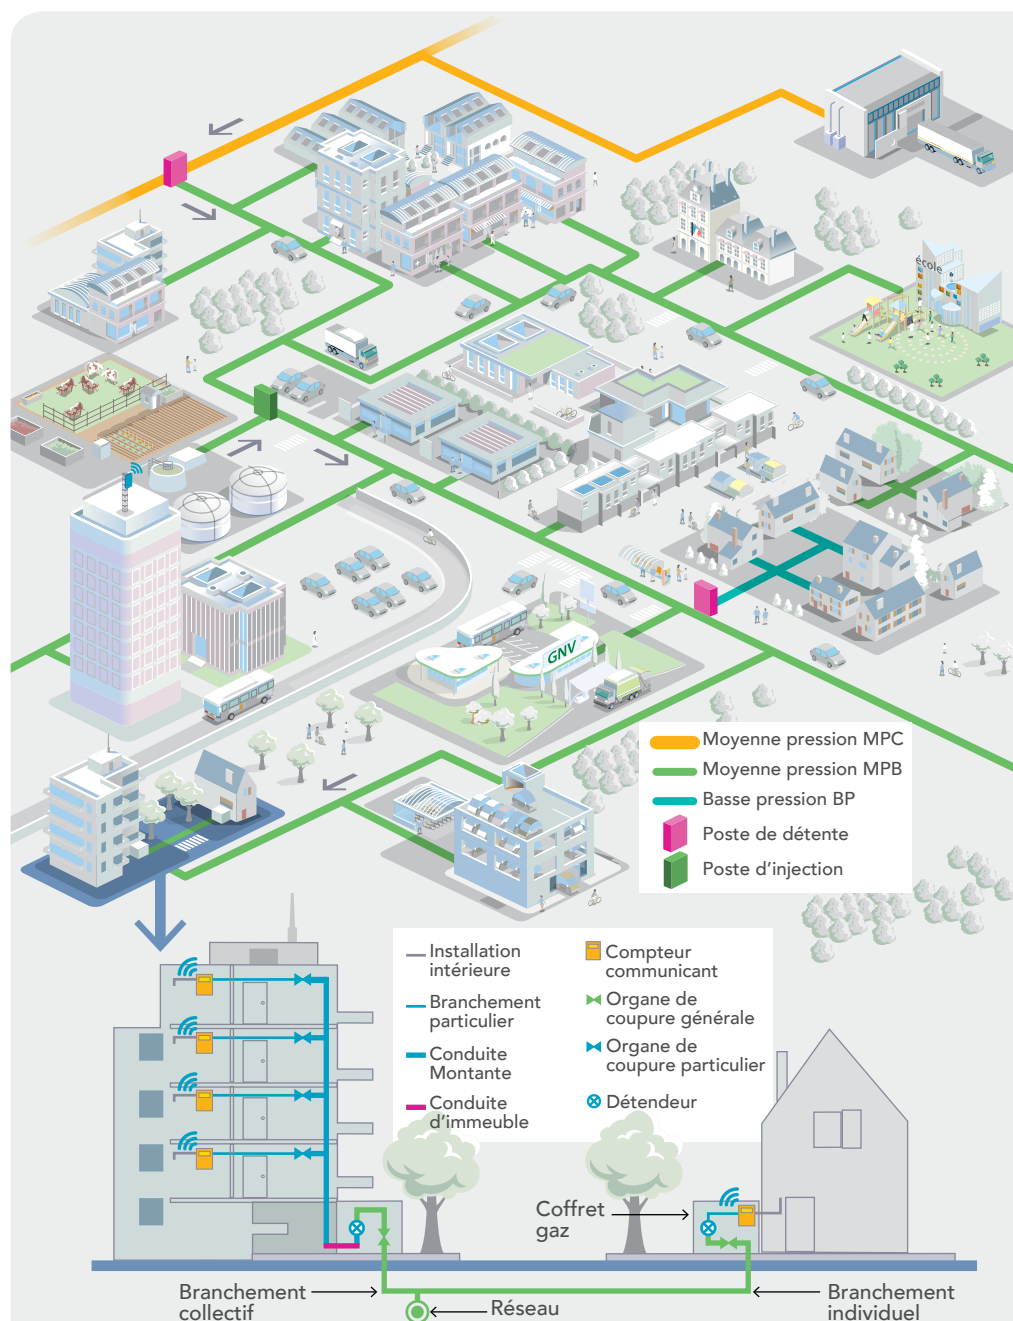 école
GNV
Moyenne pression MPC
Moyenne pression MPB
Basse pression BP
Poste de détente
Poste d'injection
Installation
intérieure
Branchement
particulier
Conduite
Montante
Conduite
d'immeuble
Compteur
communicant
Organe de
coupure générale
Organe de
coupure particulier
Détendeur
Coffret
gaz
Branchement
collectif
Réseau
Branchement
individuel